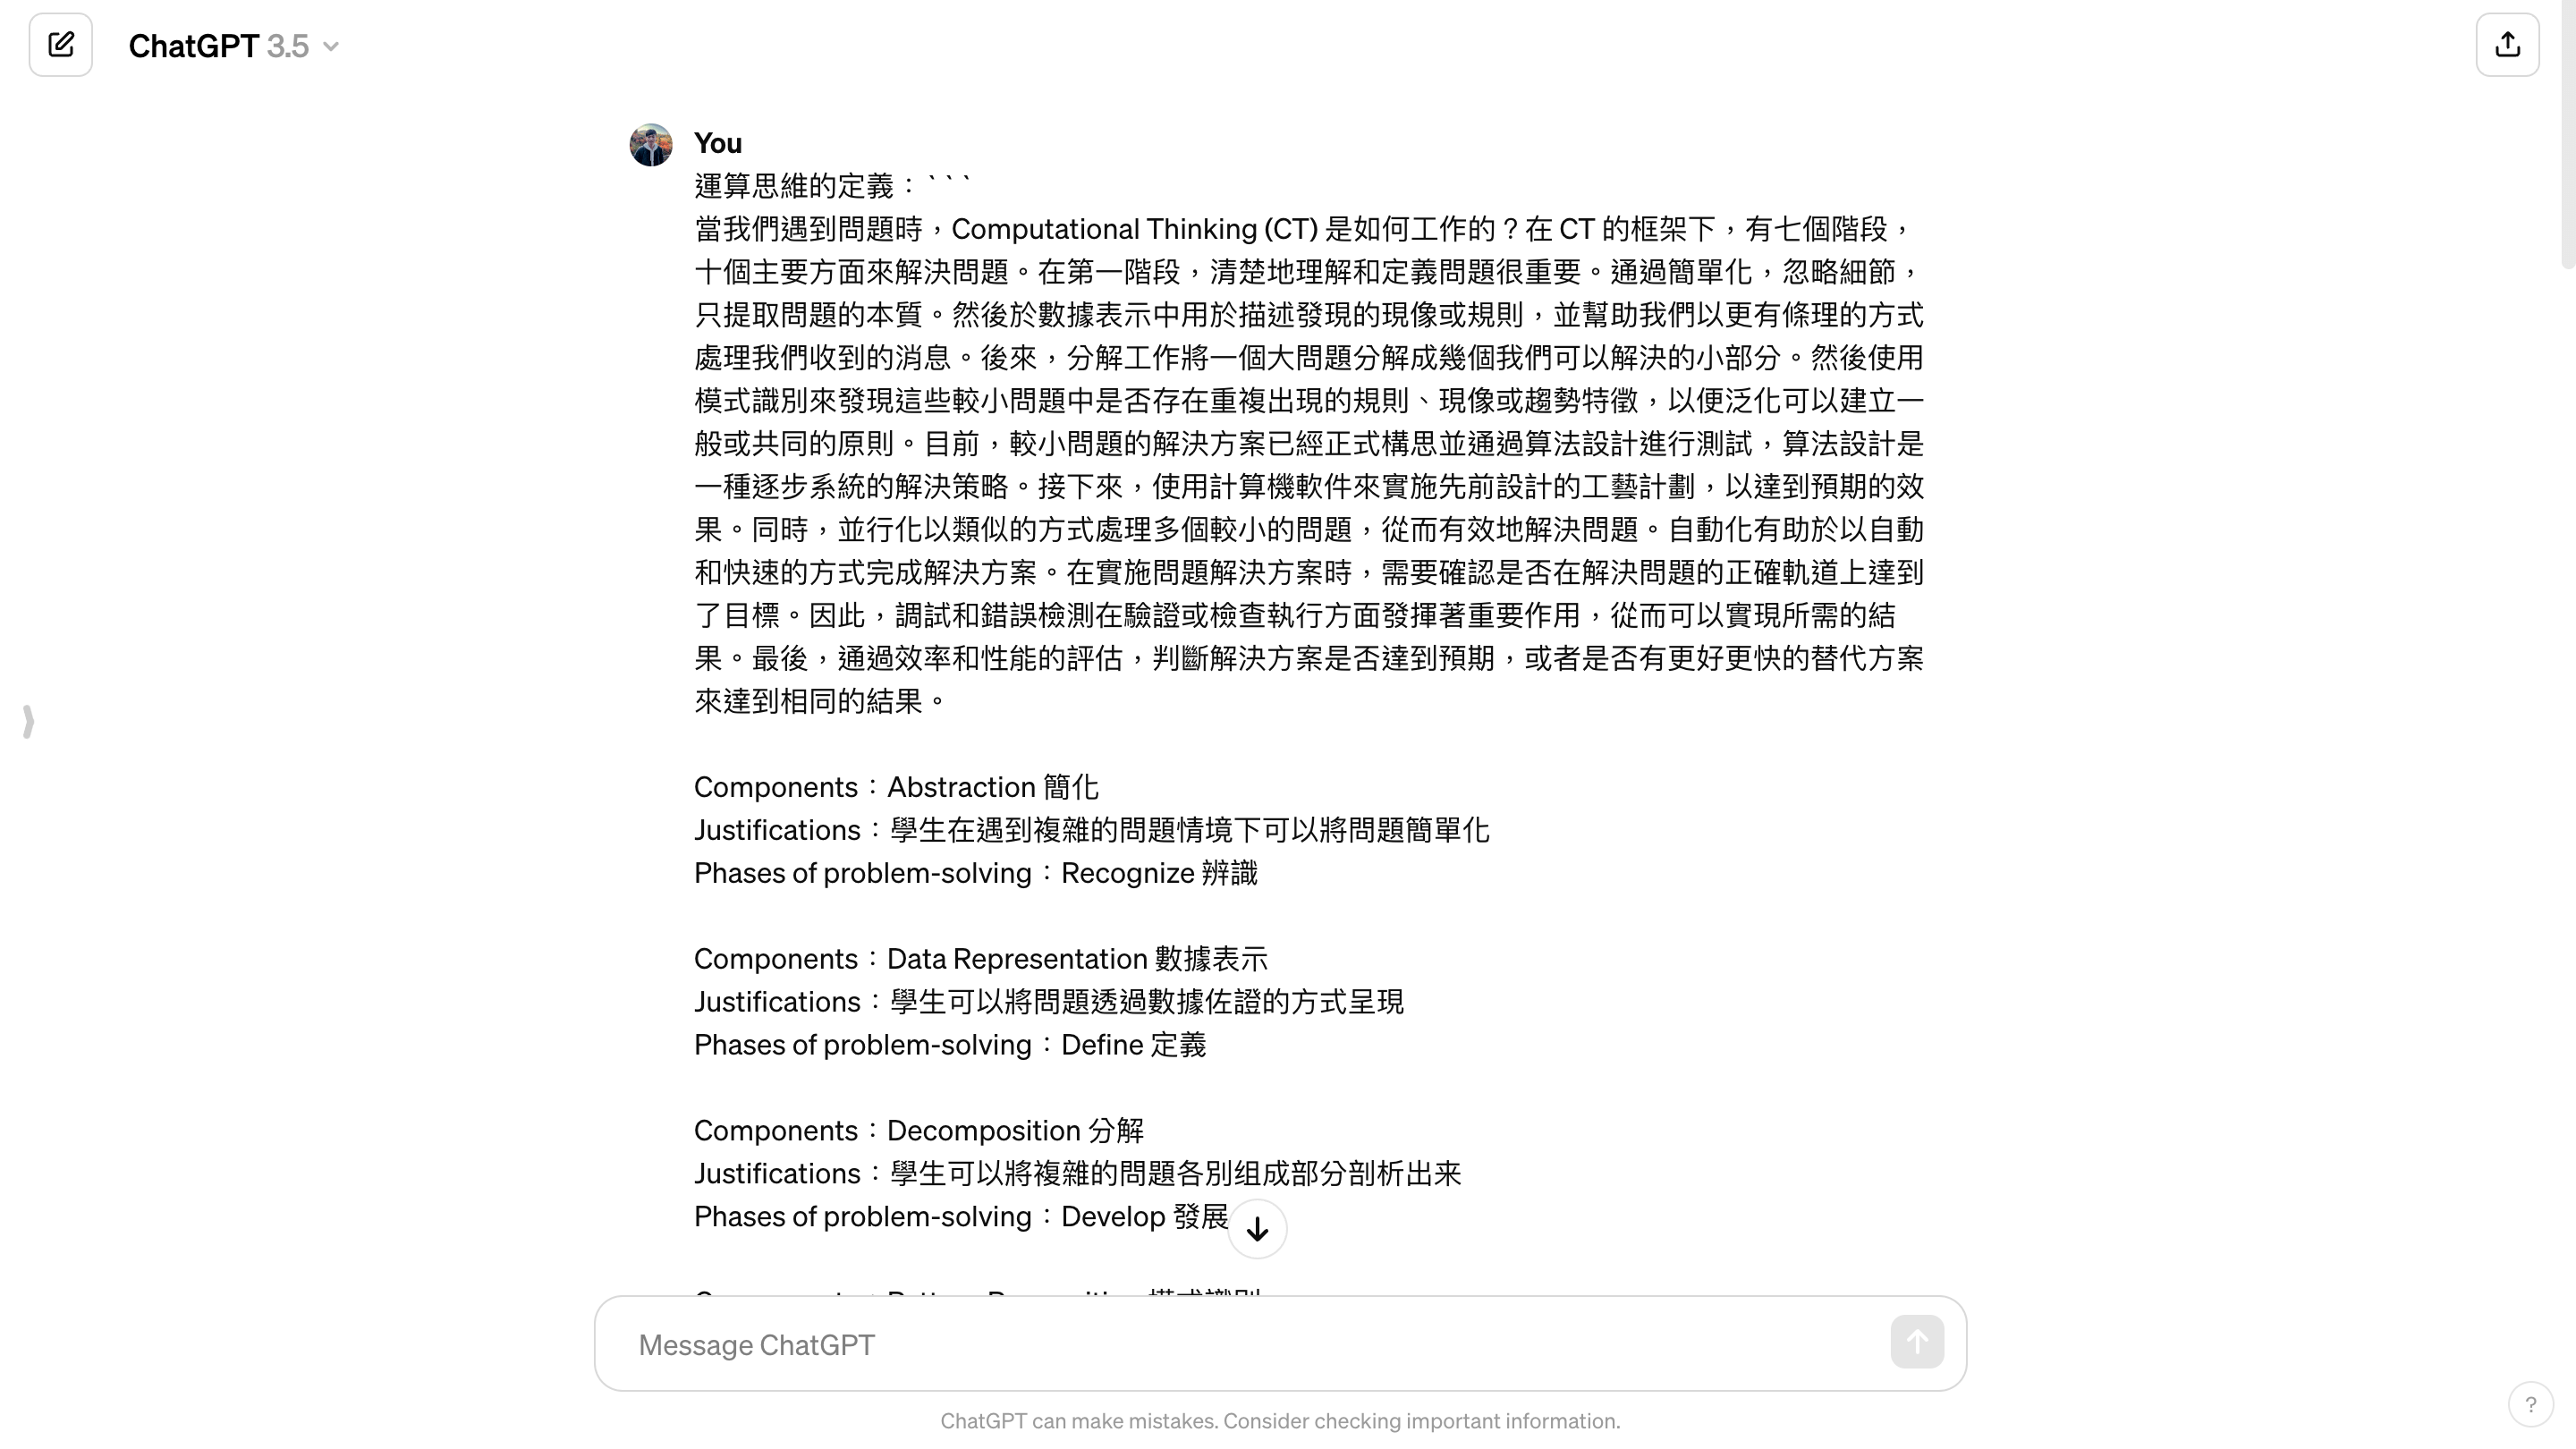 ChatGPT 3.5
You
運算思維的定義：```
當我們遇到問題時，Computational Thinking (CT) 是如何工作的？在 CT 的框架下，有七個階段，
十個主要方面來解決問題。在第一階段，清楚地理解和定義問題很重要。通過簡單化，忽略細節，
只提取問題的本質。然後於數據表示中用於描述發現的現像或規則，並幫助我們以更有條理的方式
處理我們收到的消息。後來，分解工作將一個大問題分解成幾個我們可以解決的小部分。然後使用
模式識別來發現這些較小問題中是否存在重複出現的規則、現像或趨勢特徵，以便泛化可以建立一
般或共同的原則。目前，較小問題的解決方案已經正式構思並通過算法設計進行測試，算法設計是
一種逐步系統的解決策略。接下來，使用計算機軟件來實施先前設計的工藝計劃，以達到預期的效
果。同時，並行化以類似的方式處理多個較小的問題，從而有效地解決問題。自動化有助於以自動
和快速的方式完成解決方案。在實施問題解決方案時，需要確認是否在解決問題的正確軌道上達到
了目標。因此，調試和錯誤檢測在驗證或檢查執行方面發揮著重要作用，從而可以實現所需的結
果。最後，通過效率和性能的評估，判斷解決方案是否達到預期，或者是否有更好更快的替代方案
來達到相同的結果。
Components：Abstraction 簡化
Justifications：學生在遇到複雜的問題情境下可以將問題簡單化
Phases of problem-solving：Recognize 辨識
Components：Data Representation 數據表示
Justifications：學生可以將問題透過數據佐證的方式呈現
Phases of problem-solving：Define 定義
Components：Decomposition 分解
Justifications：學生可以將複雜的問題各別组成部分剖析出来
Phases of problem-solving：Develop 發展
Message ChatGPT
ChatGPT can make mistakes. Consider checking important information.
?